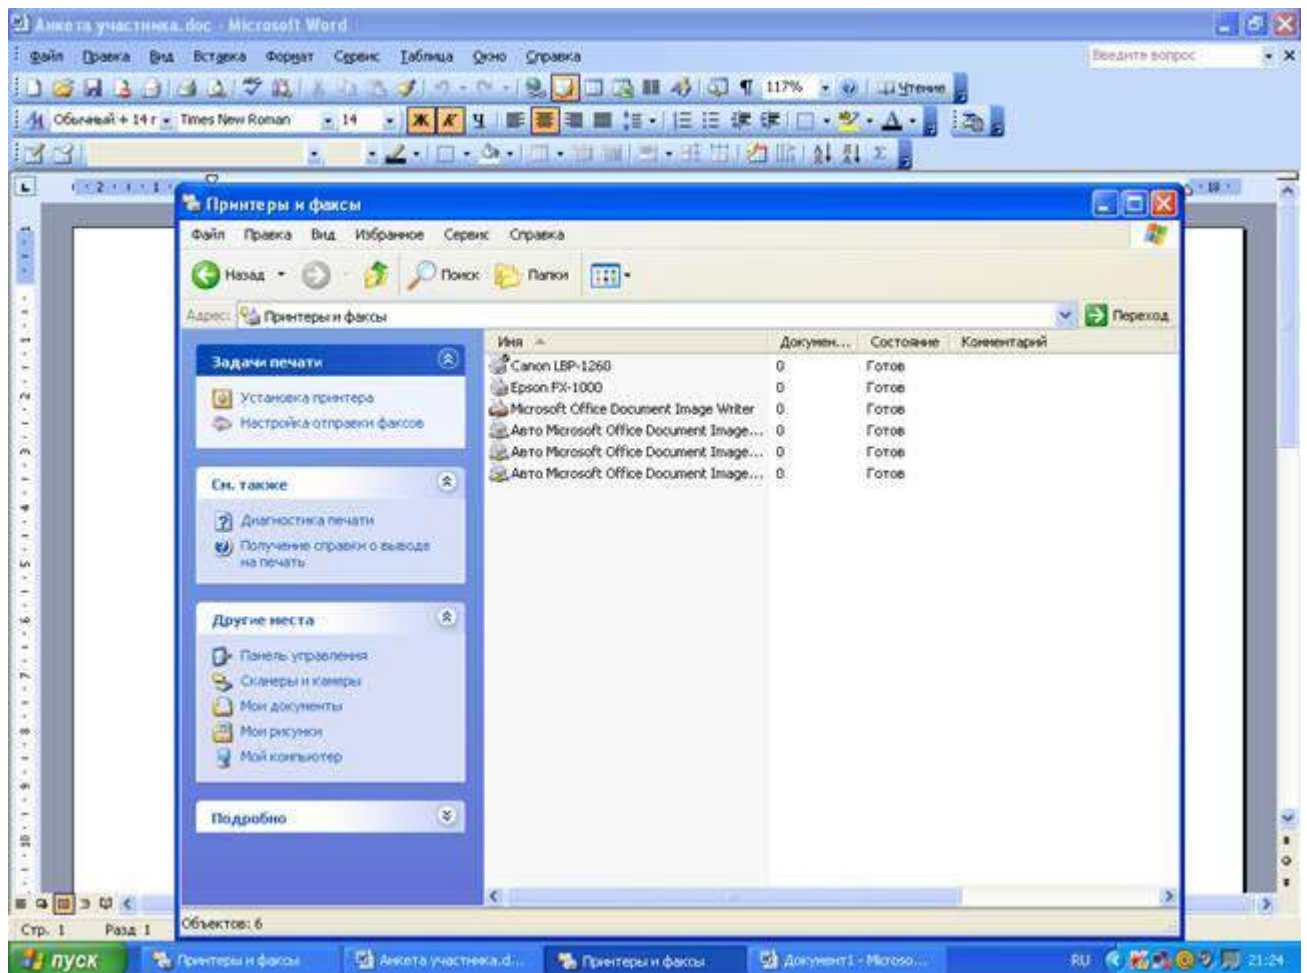 Анкета участника.doc - Microsoft Word
Файл Правка Вид Вставка Формат Сервис Таблица Окно Справка Введите вопрос
117% Чтение
Обычный + 14 г Times New Roman 14 Ж К Ч
Принтеры и факсы
Файл Правка Вид Избранное Сервис Справка
Назад Поиск Папки
Адрес: Принтеры и факсы Переход
Задачи печати
Установка принтера
Настройка отправки факсов
См. также
Диагностика печати
Получение справки о выводе
на печать
Другие места
Панель управления
Сканеры и камеры
Мои документы
Мои рисунки
Мой компьютер
Подробно
Имя Докумен... Состояние Комментарий
Canon LBP-1260 0 Готов
Epson FX-1000 0 Готов
Microsoft Office Document Image Writer 0 Готов
Авто Microsoft Office Document Image... 0 Готов
Авто Microsoft Office Document Image... 0 Готов
Авто Microsoft Office Document Image... 0 Готов
Объектов: 6
Стр. 1 Разд 1
пуск Принтеры и факсы Анкета участника.d... Принтеры и факсы Документ1 - Microso... RU 21:24